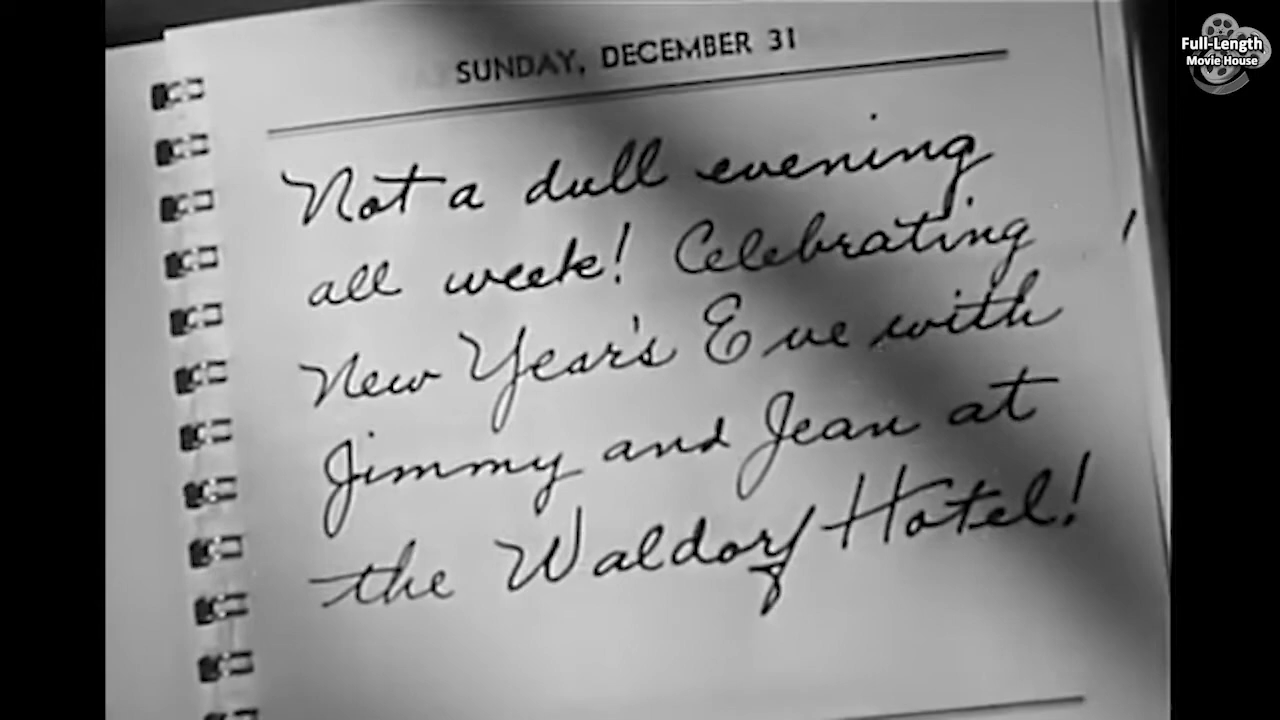 SUNDAY, DECEMBER 31
Not a dull evening
all week! Celebrating
New Year's Eve with
Jimmy and Jean at
the Waldorf Hotel!
Full-Length
Movie House